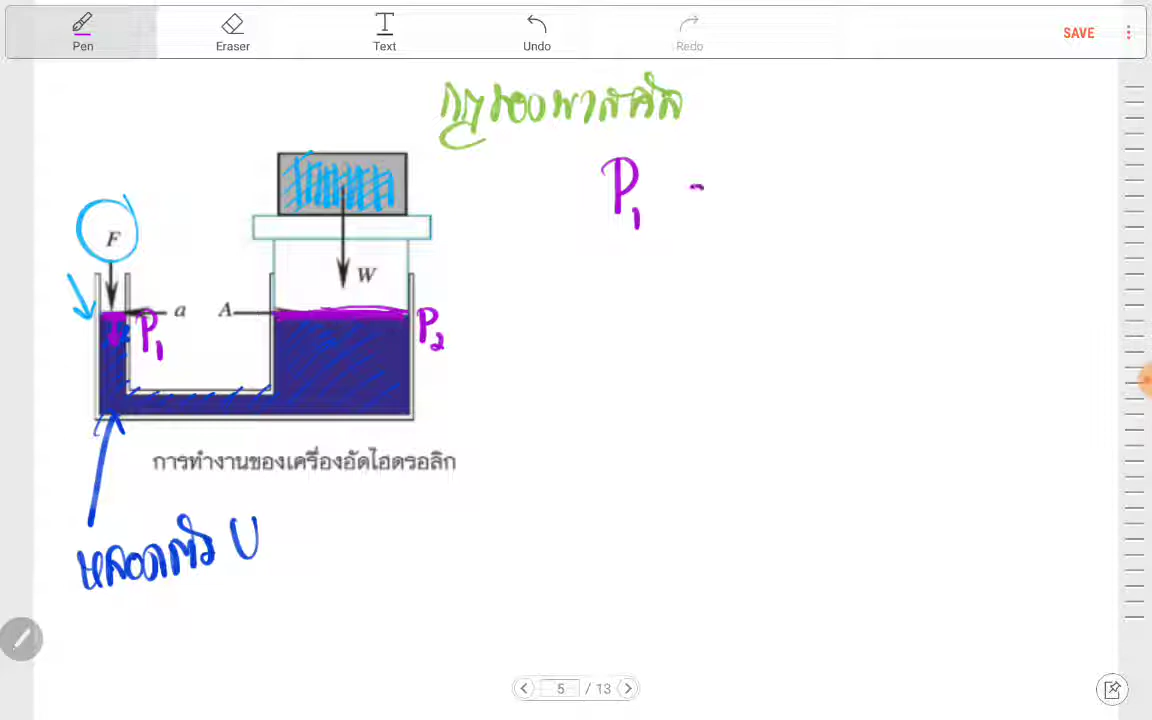 Pen
Eraser
Text
Undo
Redo
SAVE
กฎของพาสคัล
P1 -
F
W
a
A
P1
P2
การทำงานของเครื่องอัดไฮดรอลิก
หลอดตัว U
5 / 13